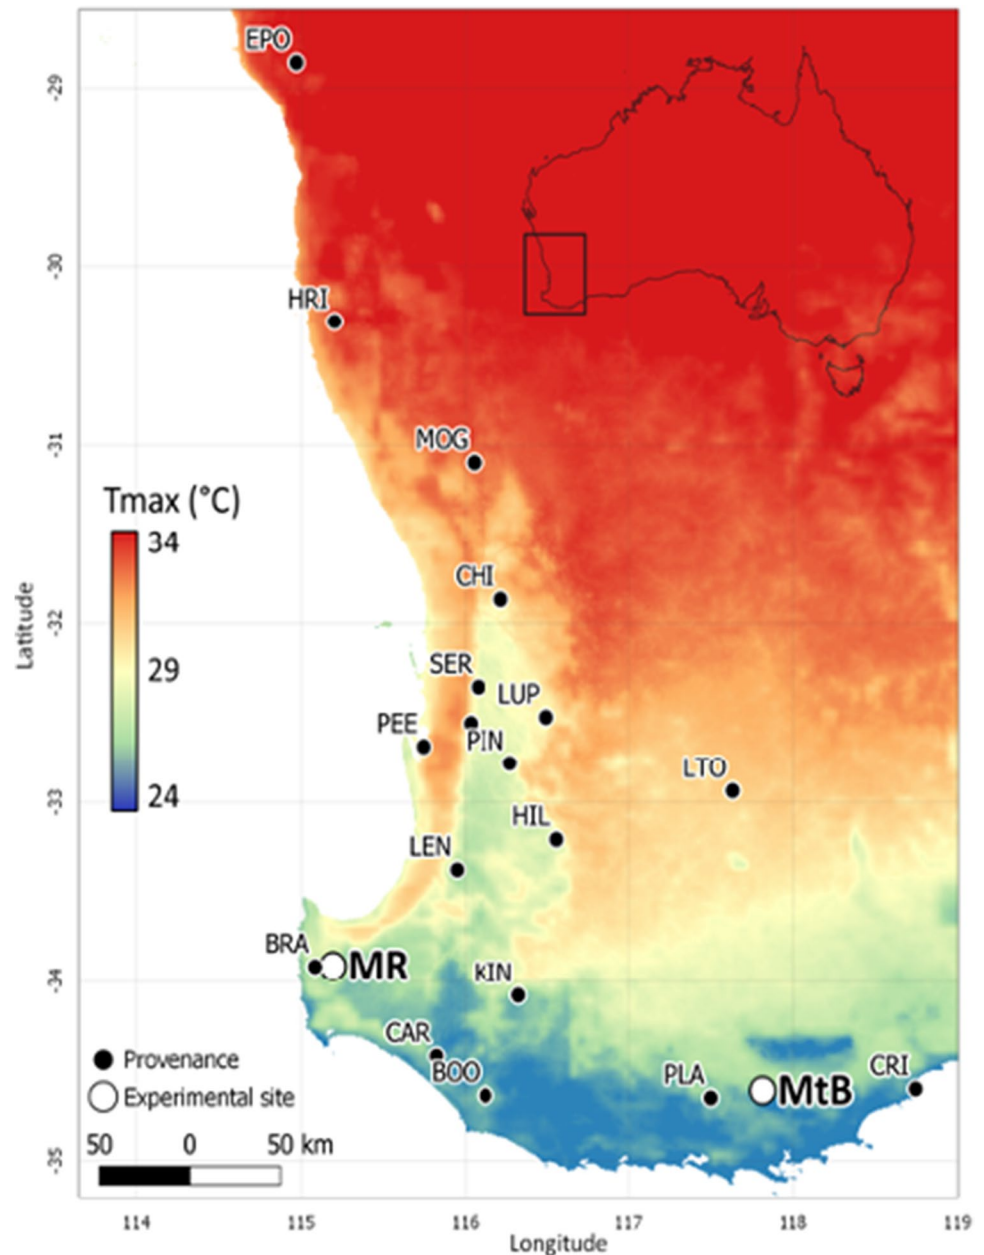 EPO
-29
-30
HRI
MOG
-31
Tmax (°C)
34
CHI
Latitude
-32
29
SER
LUP
PEE
PIN
LTO
24
-33
HIL
LEN
BRA
MR
kIN
-34
CAR
Provenance
BOO
PLA
MtB
CRI
Experimental site
50 0 50 km
-35
114 115 116 117 118 119
Longitude